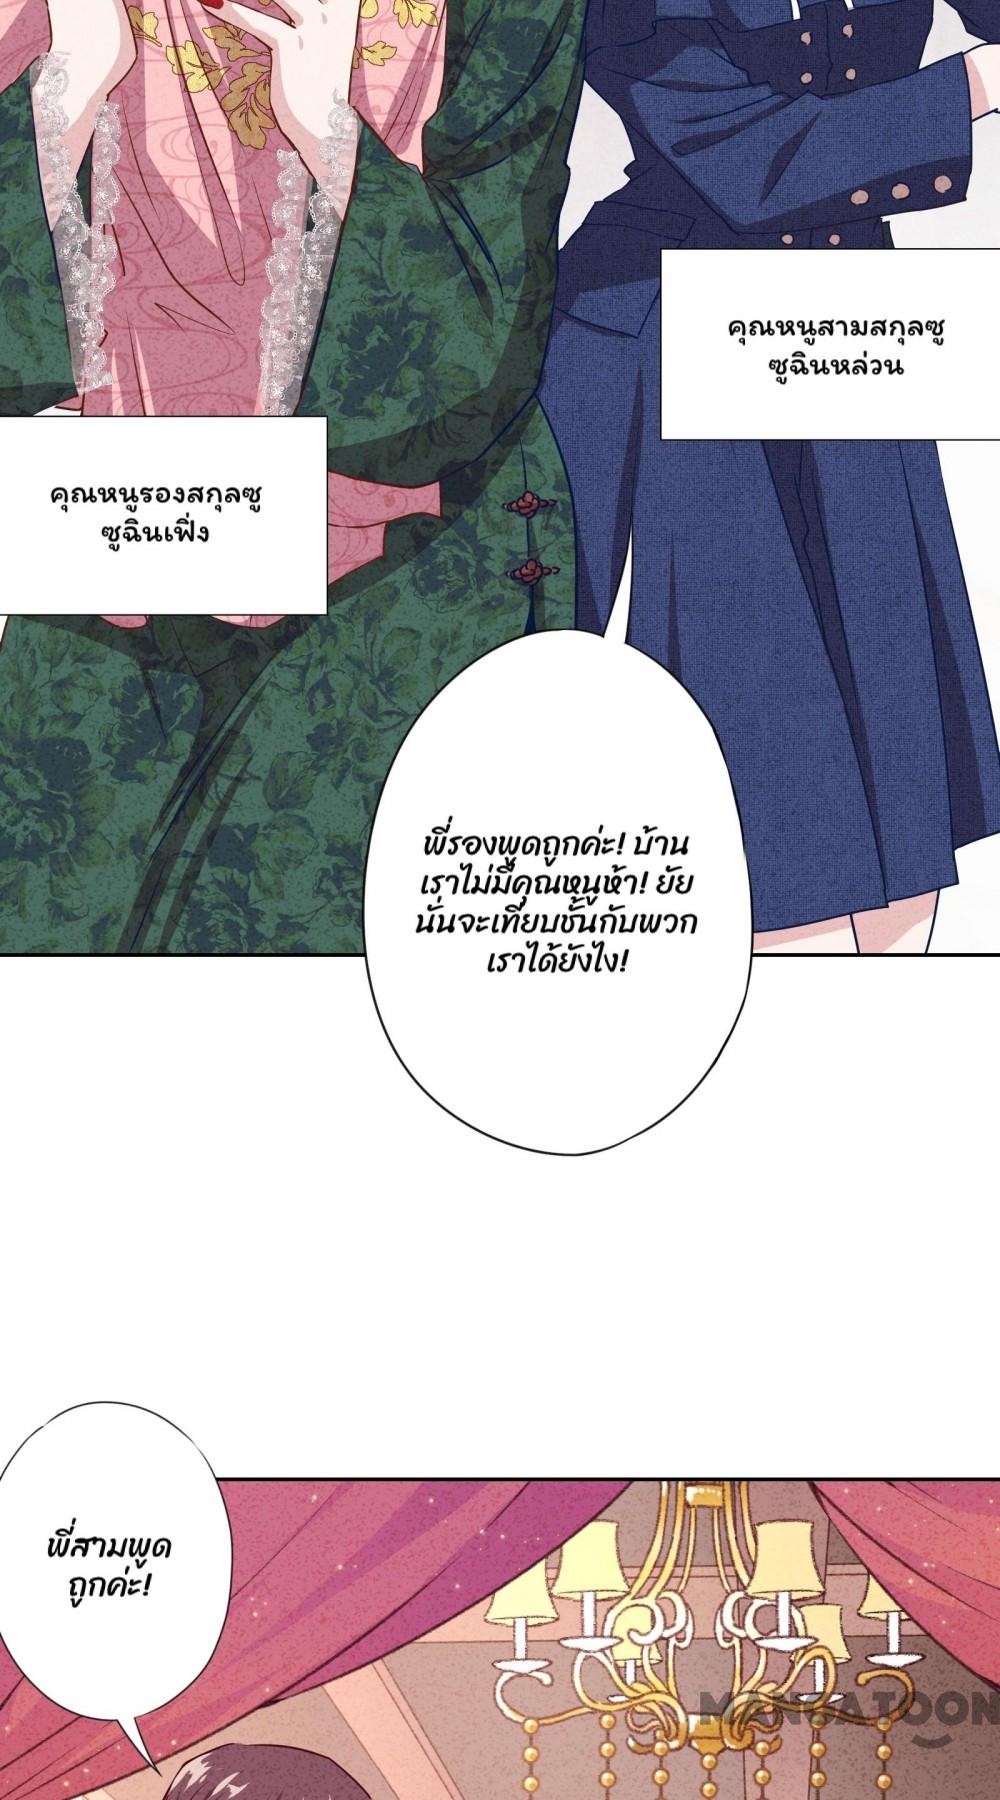 คุณหนูสามสกุลซู
ซูฉินหล่วน
คุณหนูรองสกุลซู
ซูฉินเฟิ่ง
พี่รองพูดถูกค่ะ! บ้าน
เราไม่มีคุณหนูห้า! ยัย
นั่นจะเทียบชั้นกับพวก
เราได้ยังไง!
พี่สามพูด
ถูกค่ะ!
MANGATOON